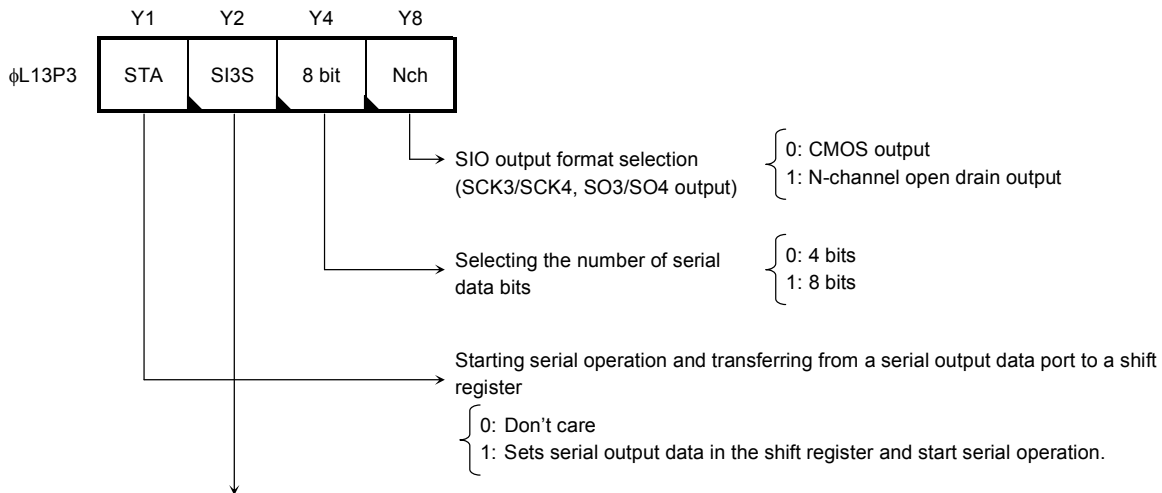 Y1 Y2 Y4 Y8
ϕL13P3 STA SI3S 8 bit Nch
SIO output format selection
(SCK3/SCK4, SO3/SO4 output)
0: CMOS output
1: N-channel open drain output
Selecting the number of serial
data bits
0: 4 bits
1: 8 bits
Starting serial operation and transferring from a serial output data port to a shift
register
0: Don’t care
1: Sets serial output data in the shift register and start serial operation.